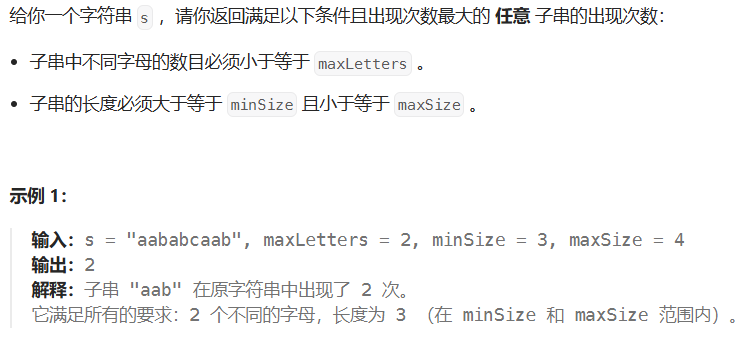 给你一个字符串 s ，请你返回满足以下条件且出现次数最大的 任意 子串的出现次数：
• 子串中不同字母的数目必须小于等于 maxLetters 。
• 子串的长度必须大于等于 minSize 且小于等于 maxSize 。
示例 1：
输入：s = "aababcaab", maxLetters = 2, minSize = 3, maxSize = 4
输出：2
解释：子串 "aab" 在原字符串中出现了 2 次。
它满足所有的要求：2 个不同的字母，长度为 3 （在 minSize 和 maxSize 范围内）。